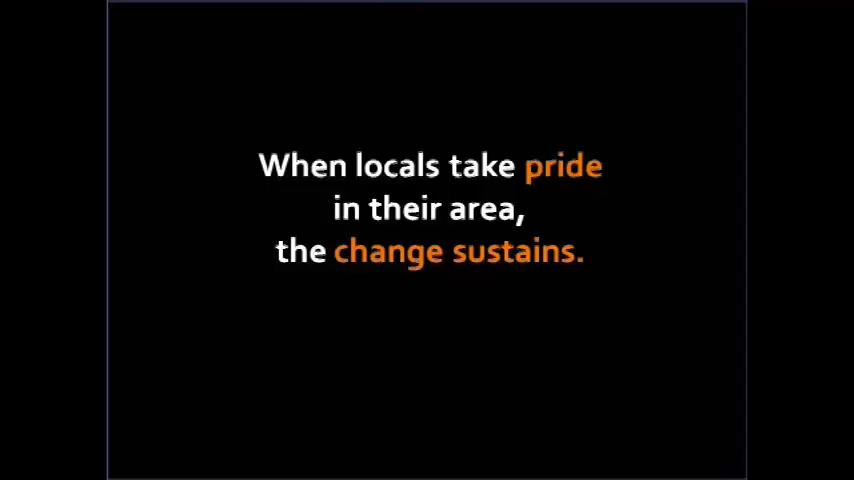 When locals take pride
in their area,
the change sustains.